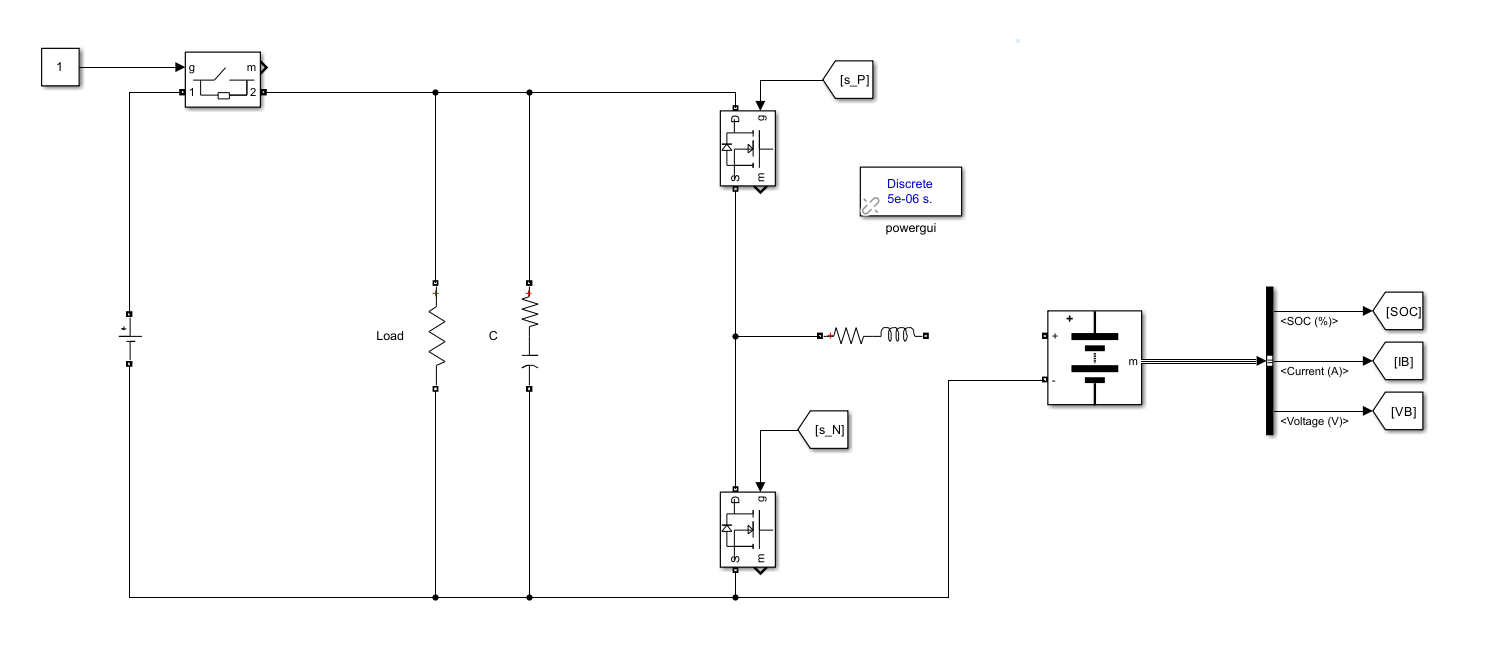 1
g
m
1
2
[s_P]
D
g
S
m
Discrete
5e-06 s.
powergui
+
Load
C
+
+
-
m
<SOC (%)>
[SOC]
<Current (A)>
[IB]
<Voltage (V)>
[VB]
[s_N]
D
g
S
m